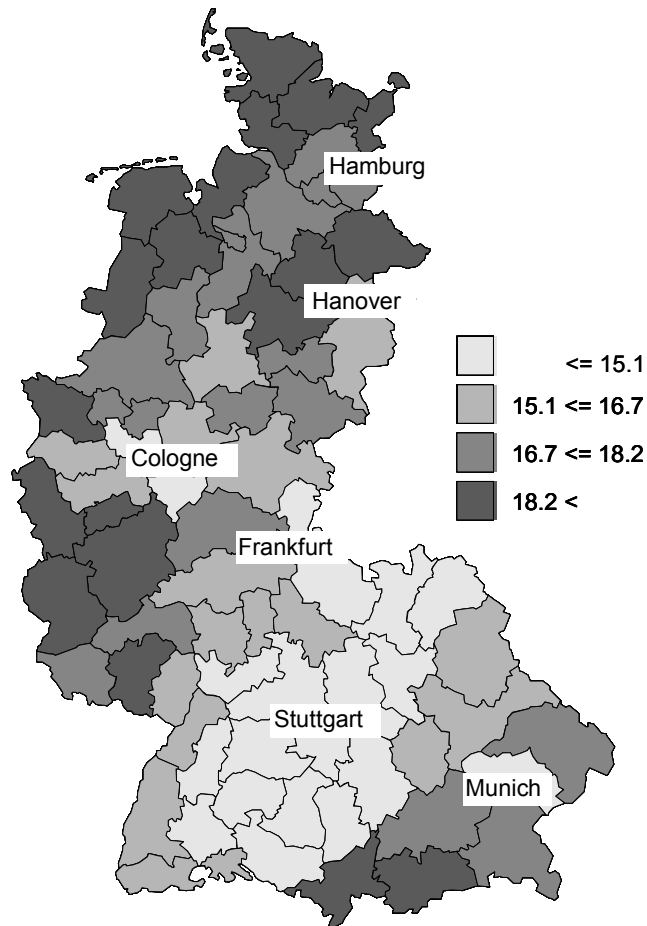 Hamburg
Hanover
<= 15.1
15.1 <= 16.7
Cologne
16.7 <= 18.2
18.2 <
Frankfurt
Stuttgart
Munich